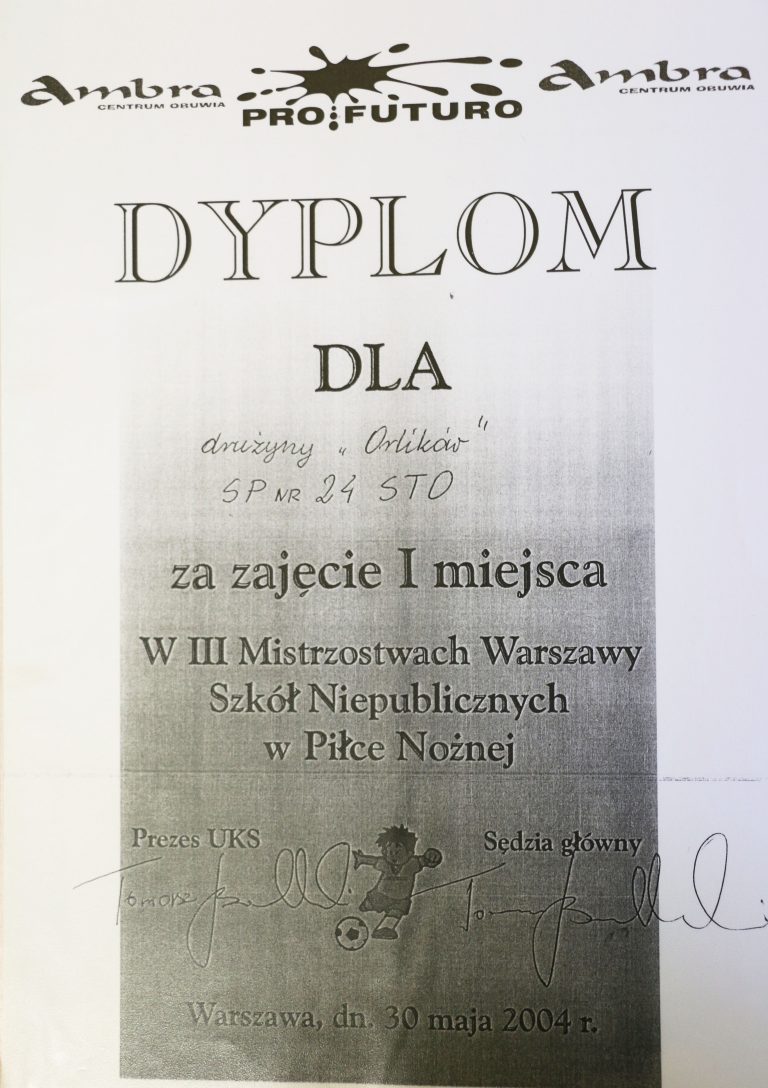 Ambra PRO:FUTURO Ambra
CENTRUM OBUWIA CENTRUM OBUWIA
DYPLOM
DLA
drużyny „Orlików"
SP NR 24 STO
za zajęcie I miejsca
W III Mistrzostwach Warszawy
Szkół Niepublicznych
w Piłce Nożnej
Prezes UKS Sędzia główny
Tomasz
Warszawa, dn. 30 maja 2004 r.